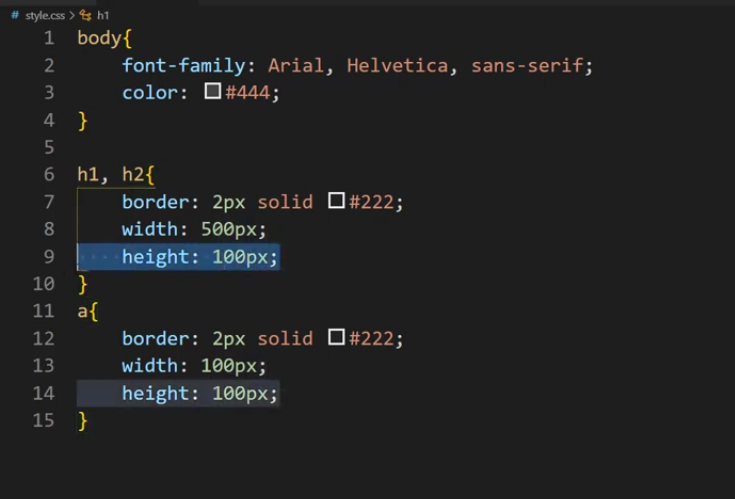 # style.css > h1
1 body{
2 font-family: Arial, Helvetica, sans-serif;
3 color: #444;
4 }
5
6 h1, h2{
7 border: 2px solid #222;
8 width: 500px;
9 height: 100px;
10 }
11 a{
12 border: 2px solid #222;
13 width: 100px;
14 height: 100px;
15 }